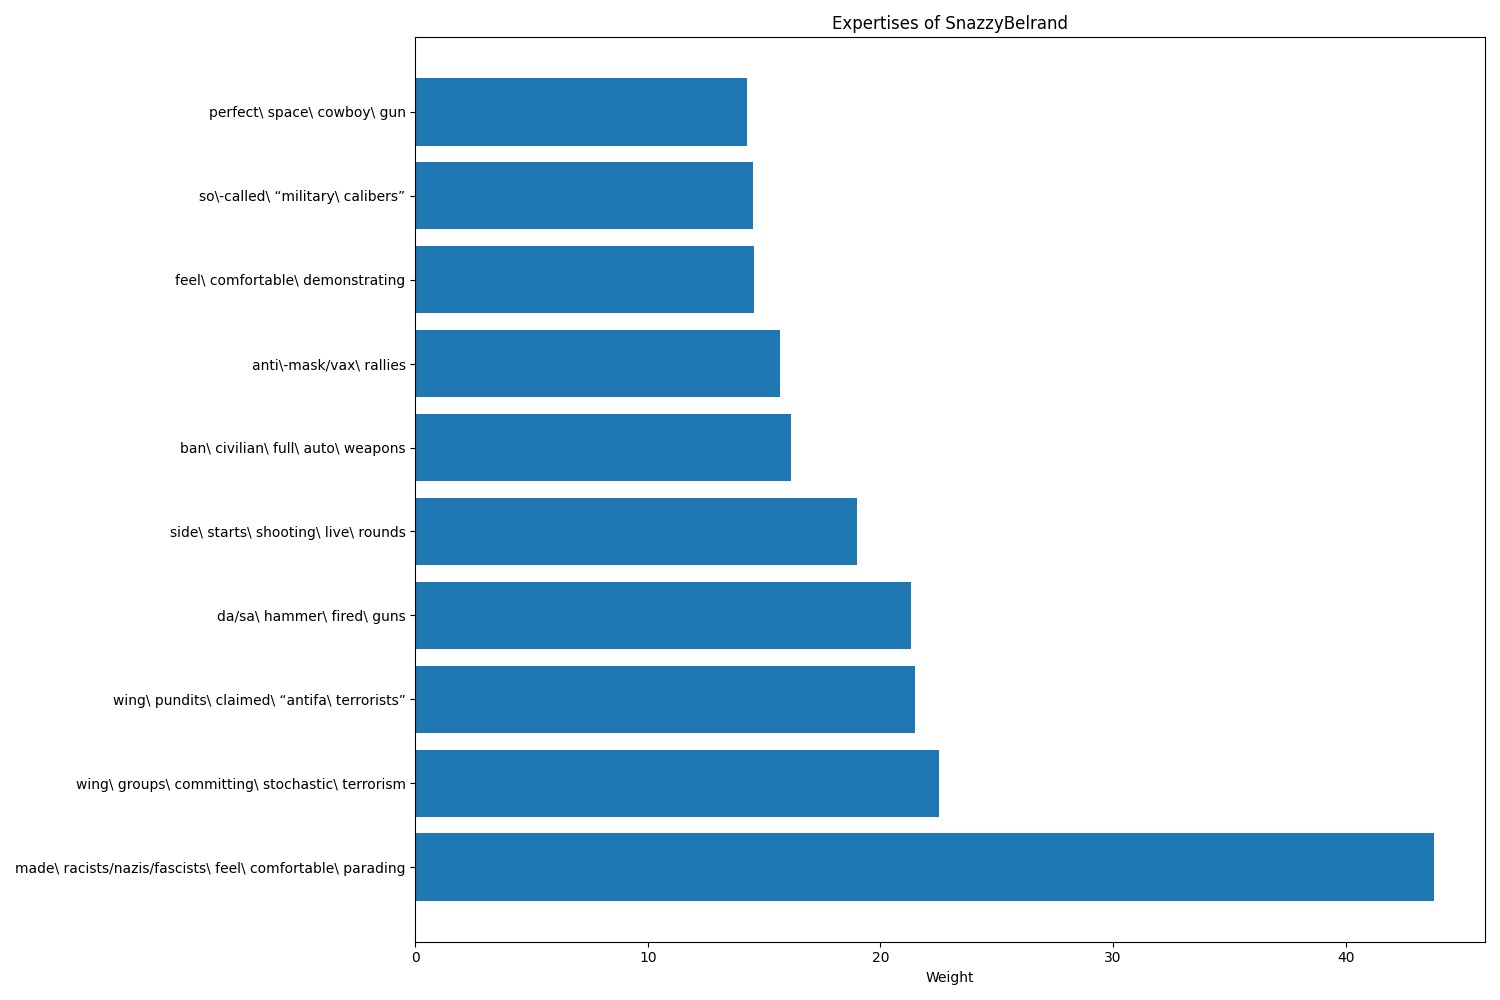 Expertises of SnazzyBelrand
perfect\ space\ cowboy\ gun
so\-called\ “military\ calibers”
feel\ comfortable\ demonstrating
anti\-mask/vax\ rallies
ban\ civilian\ full\ auto\ weapons
side\ starts\ shooting\ live\ rounds
da/sa\ hammer\ fired\ guns
wing\ pundits\ claimed\ “antifa\ terrorists”
wing\ groups\ committing\ stochastic\ terrorism
made\ racists/nazis/fascists\ feel\ comfortable\ parading
0 10 20 30 40
Weight